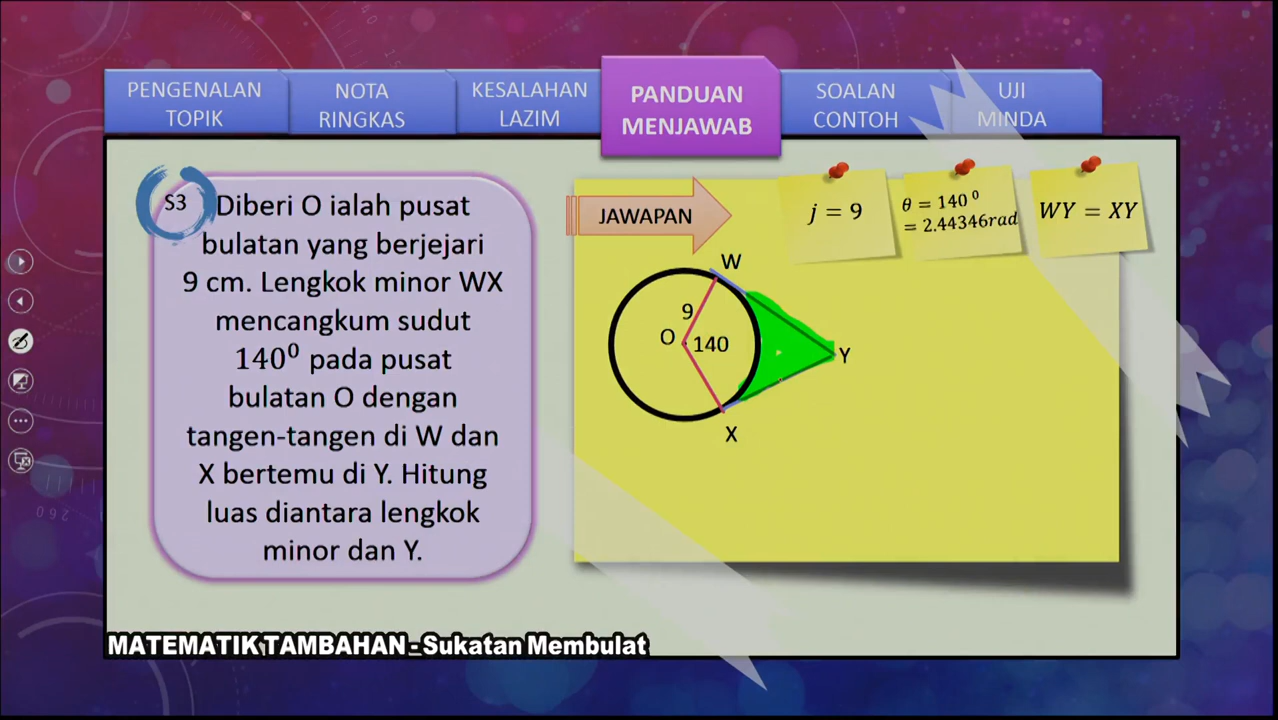 PENGENALAN
TOPIK
NOTA
RINGKAS
KESALAHAN
LAZIM
PANDUAN
MENJAWAB
SOALAN
CONTOH
UJI
MINDA
S3
Diberi O ialah pusat
bulatan yang berjejari
9 cm. Lengkok minor WX
mencangkum sudut
140⁰ pada pusat
bulatan O dengan
tangen-tangen di W dan
X bertemu di Y. Hitung
luas diantara lengkok
minor dan Y.
JAWAPAN
j = 9
θ = 140 ⁰
= 2.44346rad
WY = XY
W
9
O
140
Y
X
MATEMATIK TAMBAHAN - Sukatan Membulat